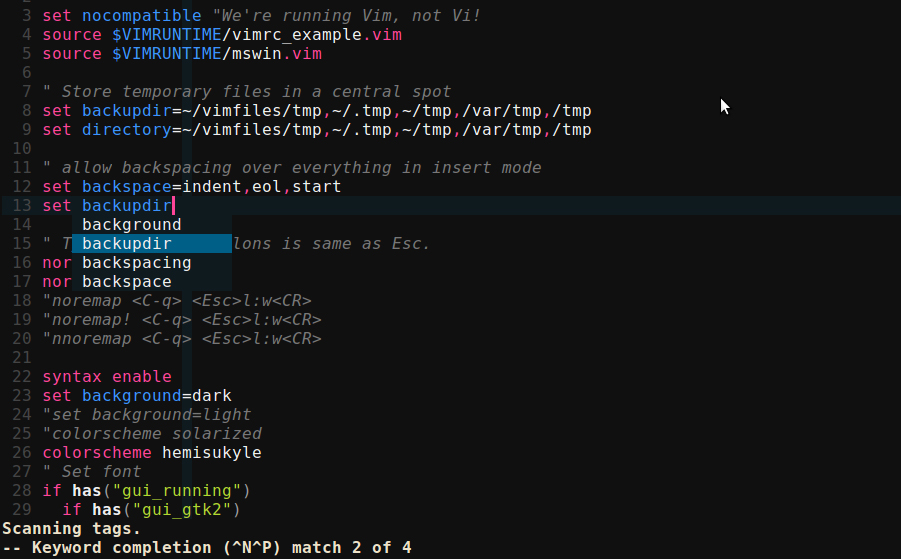 3 set nocompatible "We're running Vim, not Vi!
4 source $VIMRUNTIME/vimrc_example.vim
5 source $VIMRUNTIME/mswin.vim
6
7 " Store temporary files in a central spot
8 set backupdir=~/vimfiles/tmp,~/.tmp,~/tmp,/var/tmp,/tmp
9 set directory=~/vimfiles/tmp,~/.tmp,~/tmp,/var/tmp,/tmp
10
11 " allow backspacing over everything in insert mode
12 set backspace=indent,eol,start
13 set backupdir
14 background
15 " T backupdir lons is same as Esc.
16 nor backspacing
17 nor backspace
18 "noremap <C-q> <Esc>l:w<CR>
19 "noremap! <C-q> <Esc>l:w<CR>
20 "nnoremap <C-q> <Esc>l:w<CR>
21
22 syntax enable
23 set background=dark
24 "set background=light
25 "colorscheme solarized
26 colorscheme hemisukyle
27 " Set font
28 if has("gui_running")
29 if has("gui_gtk2")
Scanning tags.
-- Keyword completion (^N^P) match 2 of 4